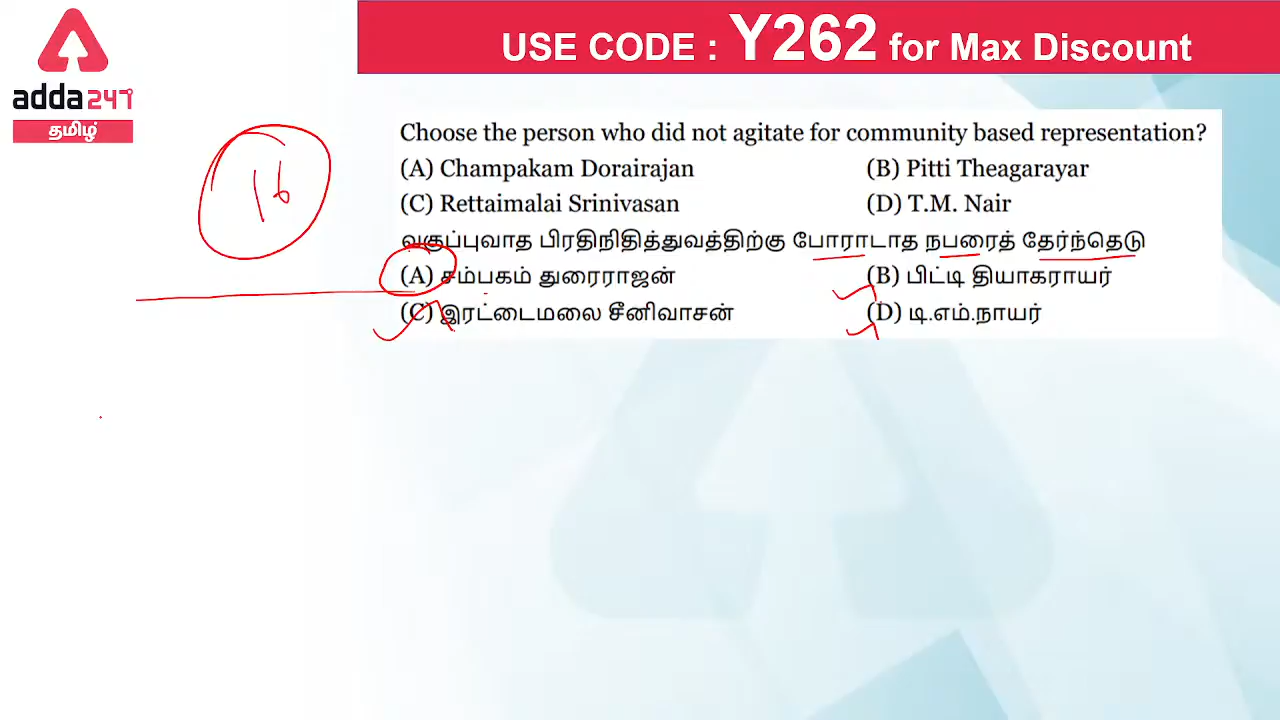 USE CODE : Y262 for Max Discount
adda247
தமிழ்
16
Choose the person who did not agitate for community based representation?
(A) Champakam Dorairajan (B) Pitti Theagarayar
(C) Rettaimalai Srinivasan (D) T.M. Nair
வகுப்புவாத பிரதிநிதித்துவத்திற்கு போராடாத நபரைத் தேர்ந்தெடு
(A) சம்பகம் துரைராஜன் (B) பிட்டி தியாகராயர்
(C) இரட்டைமலை சீனிவாசன் (D) டி.எம்.நாயர்